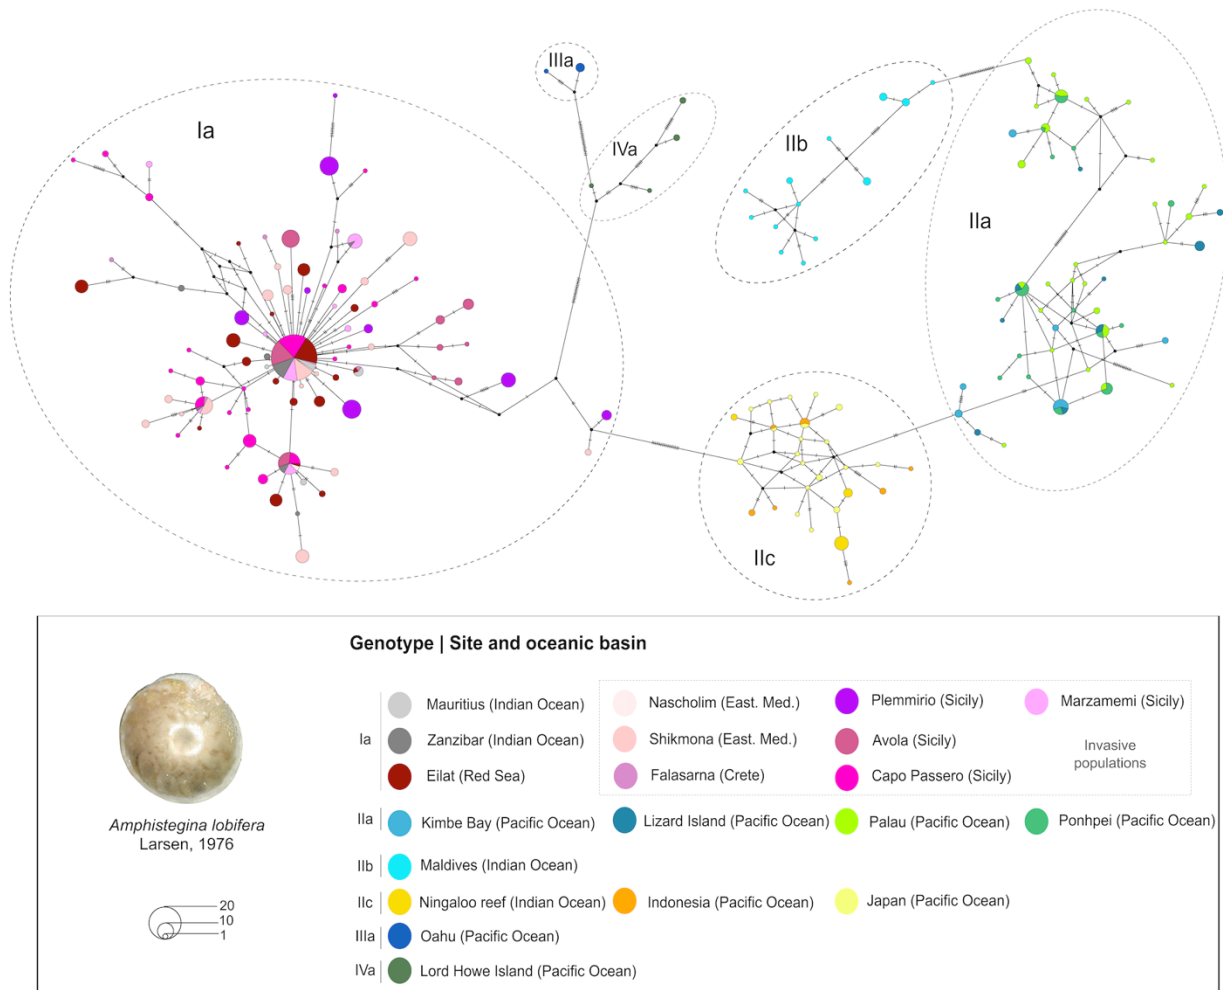 IIIa
Ia
IVa
IIb
IIa
IIc
Genotype | Site and oceanic basin
Ia
Mauritius (Indian Ocean)
Nascholim (East. Med.)
Plemmirio (Sicily)
Marzamemi (Sicily)
Zanzibar (Indian Ocean)
Shikmona (East. Med.)
Avola (Sicily)
Invasive
populations
Eilat (Red Sea)
Falasarna (Crete)
Capo Passero (Sicily)
IIa
Kimbe Bay (Pacific Ocean)
Lizard Island (Pacific Ocean)
Palau (Pacific Ocean)
Ponhpei (Pacific Ocean)
IIb
Maldives (Indian Ocean)
IIc
Ningaloo reef (Indian Ocean)
Indonesia (Pacific Ocean)
Japan (Pacific Ocean)
IIIa
Oahu (Pacific Ocean)
IVa
Lord Howe Island (Pacific Ocean)
Amphistegina lobifera
Larsen, 1976
20
10
1